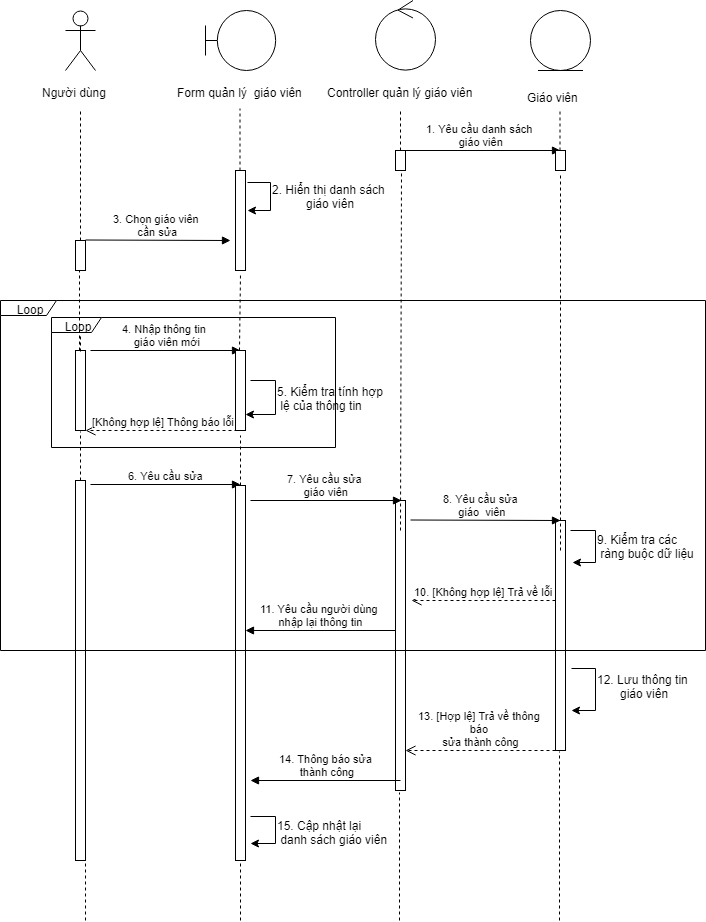 Người dùng
Form quản lý giáo viên
Controller quản lý giáo viên
Giáo viên
1. Yêu cầu danh sách
giáo viên
2. Hiển thị danh sách
giáo viên
3. Chọn giáo viên
cần sửa
Loop
Loop
4. Nhập thông tin
giáo viên mới
5. Kiểm tra tính hợp
lệ của thông tin
[Không hợp lệ] Thông báo lỗi
6. Yêu cầu sửa
7. Yêu cầu sửa
giáo viên
8. Yêu cầu sửa
giáo viên
9. Kiểm tra các
ràng buộc dữ liệu
10. [Không hợp lệ] Trả về lỗi
11. Yêu cầu người dùng
nhập lại thông tin
12. Lưu thông tin
giáo viên
13. [Hợp lệ] Trả về thông
báo
sửa thành công
14. Thông báo sửa
thành công
15. Cập nhật lại
danh sách giáo viên